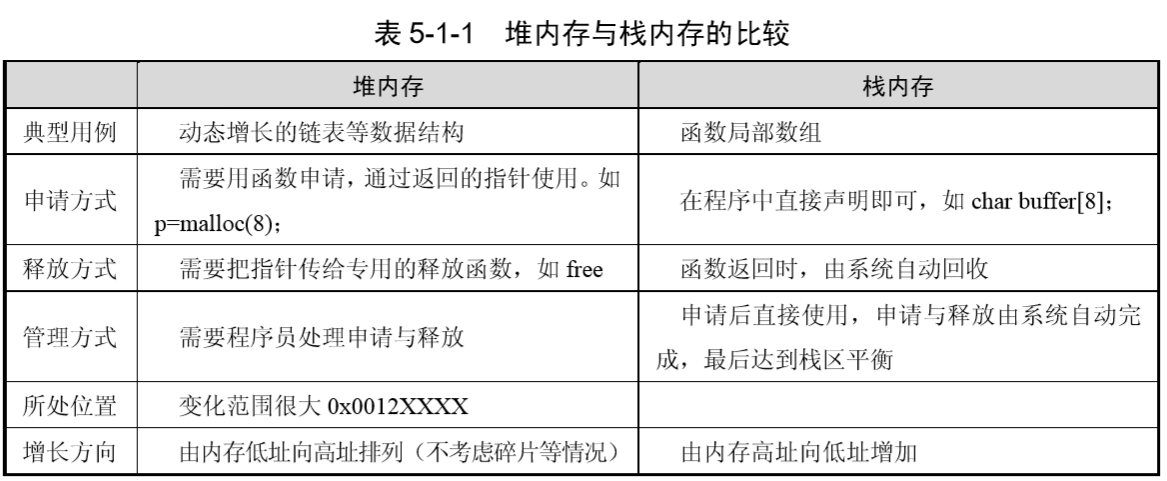 表 5-1-1 堆内存与栈内存的比较
堆内存 栈内存
典型用例 动态增长的链表等数据结构 函数局部数组
申请方式 需要用函数申请，通过返回的指针使用。如
p=malloc(8);
在程序中直接声明即可，如 char buffer[8];
释放方式 需要把指针传给专用的释放函数，如 free 函数返回时，由系统自动回收
管理方式 需要程序员处理申请与释放
申请后直接使用，申请与释放由系统自动完
成，最后达到栈区平衡
所处位置 变化范围很大 0x0012XXXX
增长方向 由内存低址向高址排列（不考虑碎片等情况） 由内存高址向低址增加